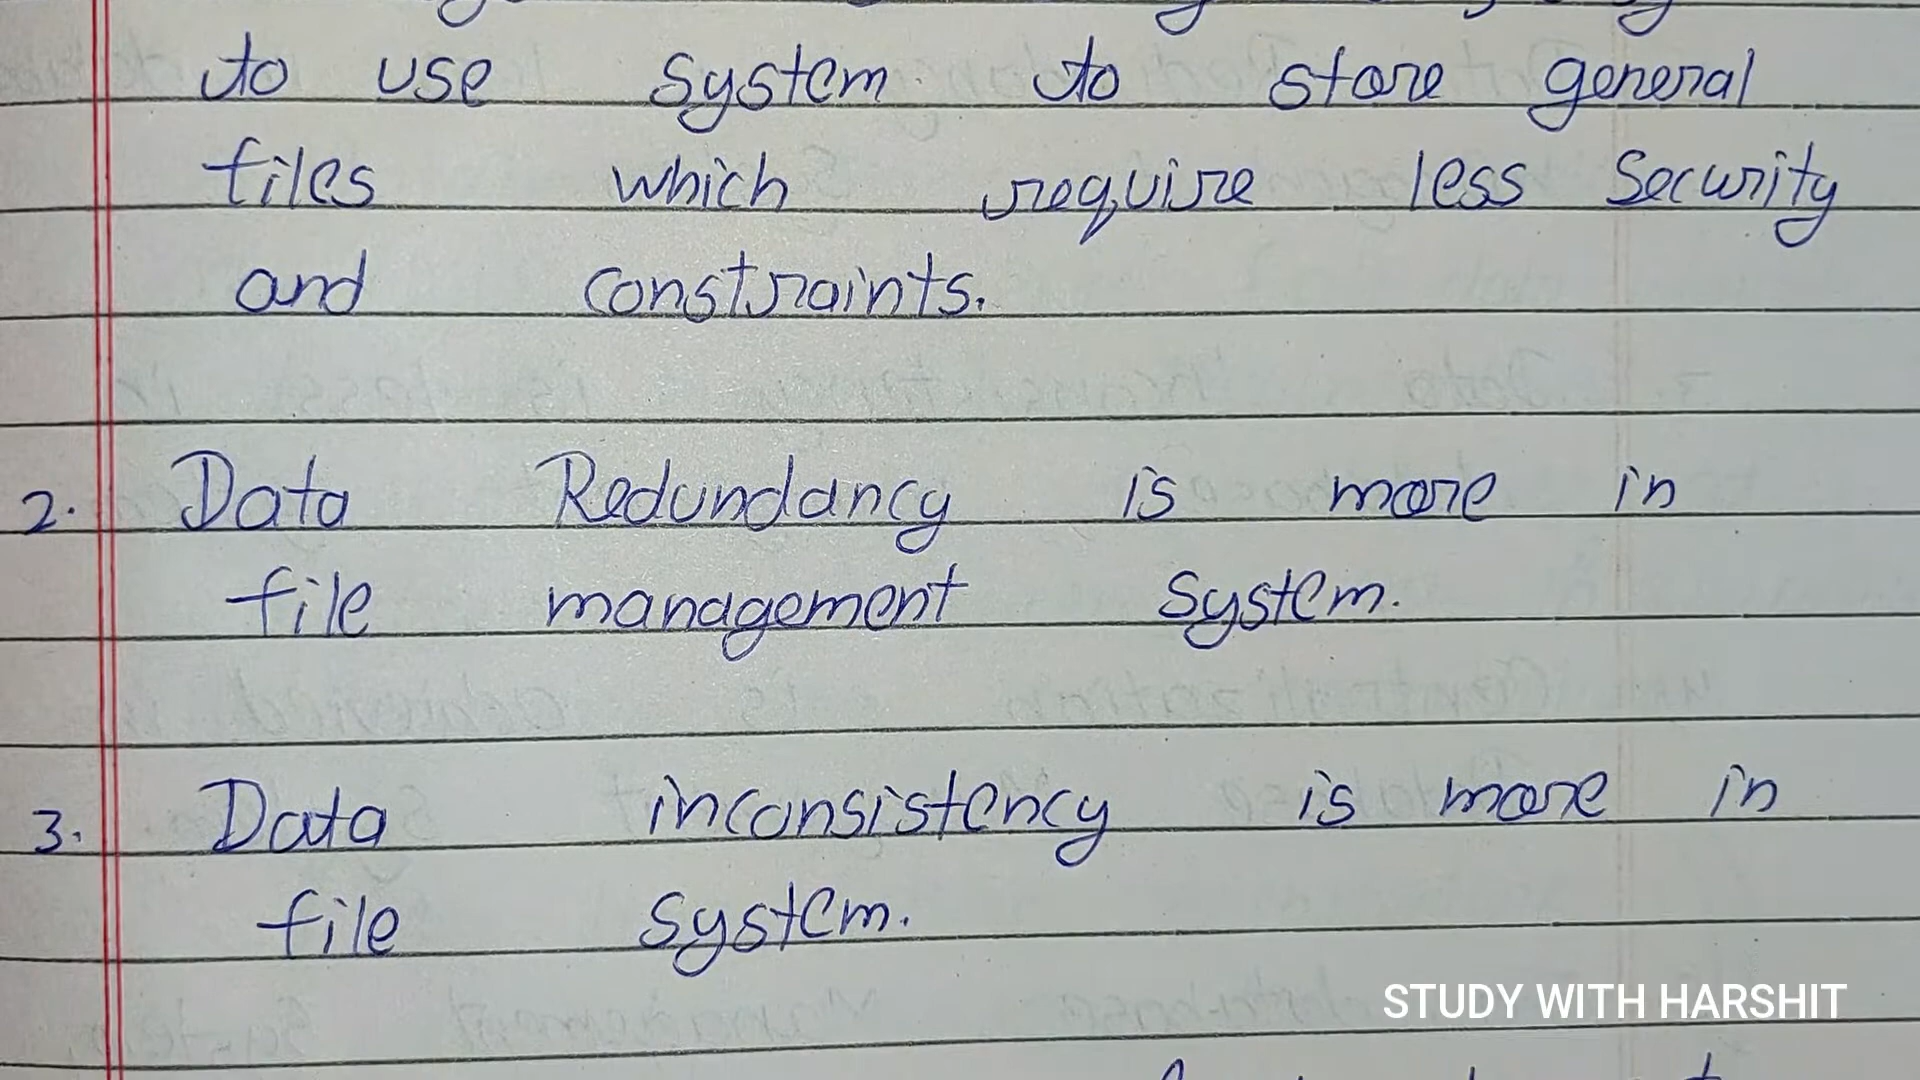 to use system to store general
files which require less Security
and constraints.
2. Data Redundancy is more in
file management System.
3. Data inconsistency is more in
file System.
STUDY WITH HARSHIT